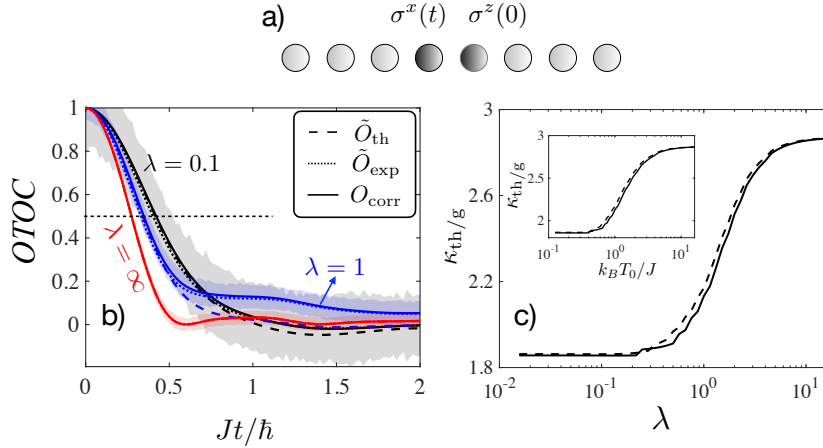 a) σ^x(t) σ^z(0)
1
0.8
0.6
0.4
0.2
0
OTOC
λ = 0.1
λ = 1
λ = ∞
Õ_th
Õ_exp
O_corr
b)
0 0.5 1 1.5 2
Jt/ħ
3
2.6
2.2
1.8
κ_th/g
3
2.5
2
κ_th/g
10^-1 10^0 10^1
k_BT_0/J
c)
10^-2 10^-1 10^0 10^1
λ